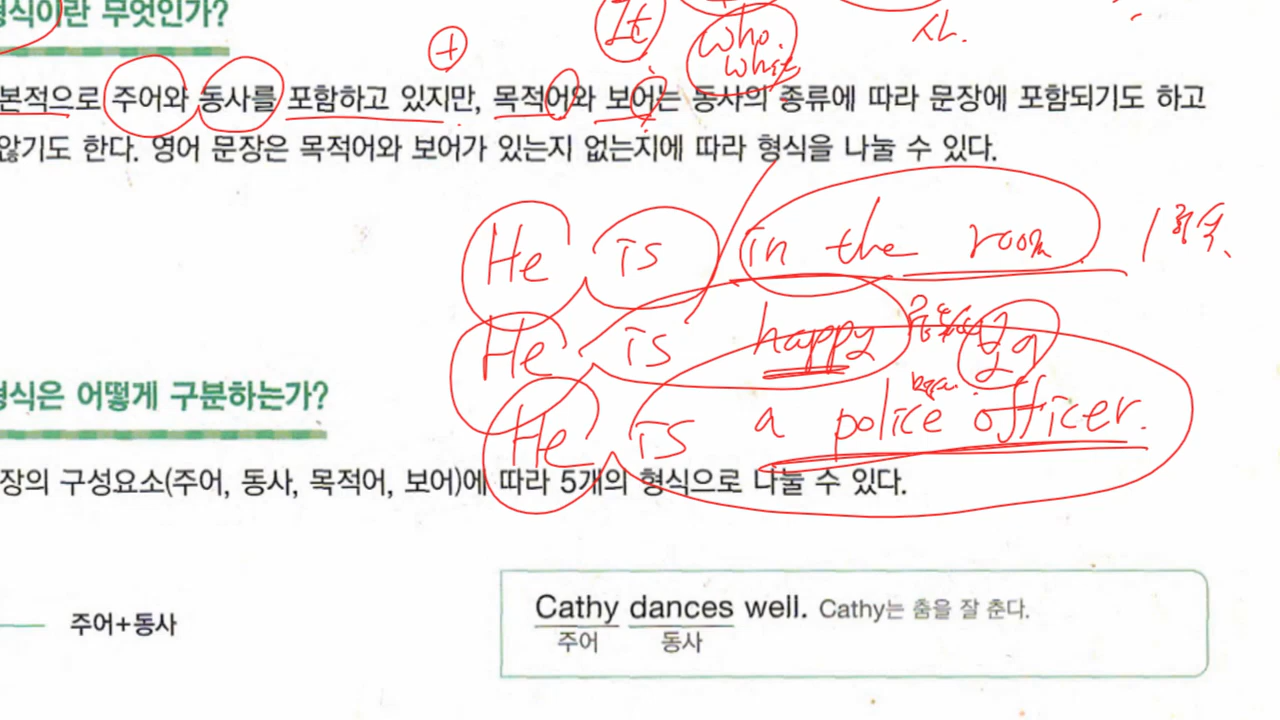 형식이란 무엇인가?
It who. what 사.
본적으로 주어와 동사를 포함하고 있지만, 목적어와 보어는 동사의 종류에 따라 문장에 포함되기도 하고
않기도 한다. 영어 문장은 목적어와 보어가 있는지 없는지에 따라 형식을 나눌 수 있다.
He is in the room 1형식.
He is happy
He is a police officer.
형식은 어떻게 구분하는가?
장의 구성요소(주어, 동사, 목적어, 보어)에 따라 5개의 형식으로 나눌 수 있다.
주어+동사
Cathy dances well. Cathy는 춤을 잘 춘다.
주어 동사